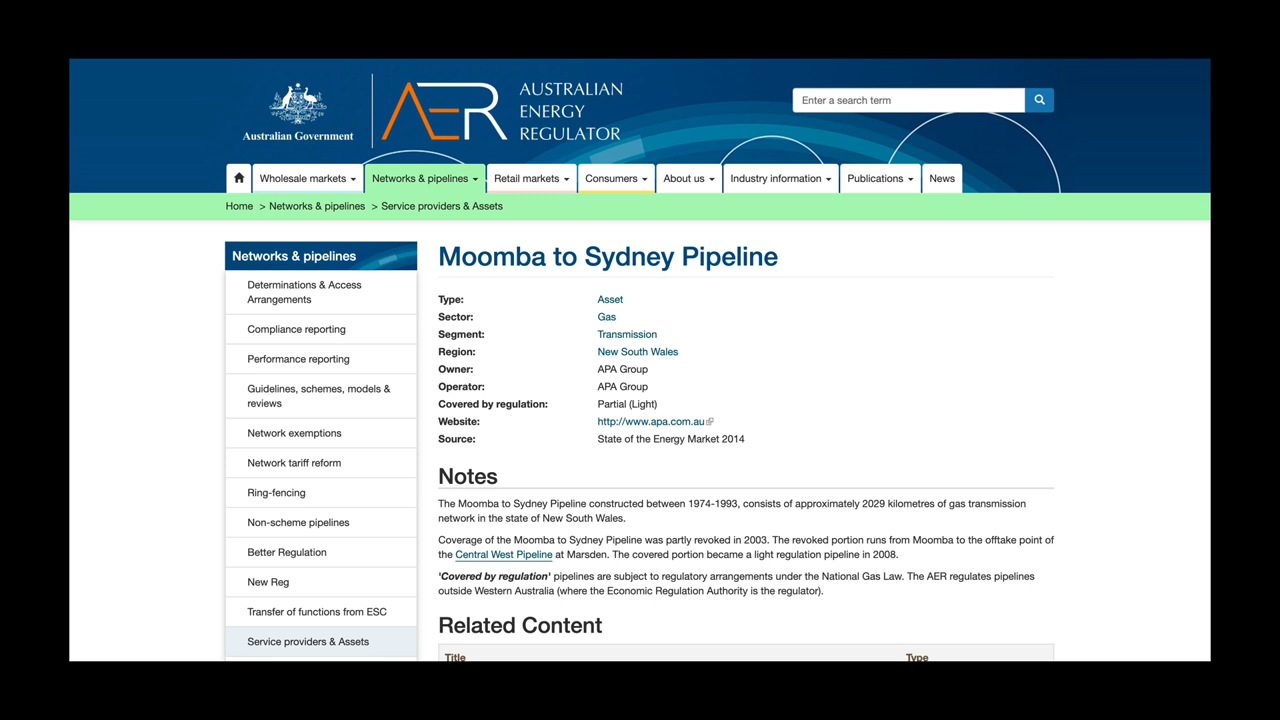 Australian Government
AER
AUSTRALIAN
ENERGY
REGULATOR
Enter a search term
Wholesale markets
Networks & pipelines
Retail markets
Consumers
About us
Industry information
Publications
News
Home > Networks & pipelines > Service providers & Assets
Networks & pipelines
Determinations & Access
Arrangements
Compliance reporting
Performance reporting
Guidelines, schemes, models &
reviews
Network exemptions
Network tariff reform
Ring-fencing
Non-scheme pipelines
Better Regulation
New Reg
Transfer of functions from ESC
Service providers & Assets
Moomba to Sydney Pipeline
Type: Asset
Sector: Gas
Segment: Transmission
Region: New South Wales
Owner: APA Group
Operator: APA Group
Covered by regulation: Partial (Light)
Website: http://www.apa.com.au
Source: State of the Energy Market 2014
Notes
The Moomba to Sydney Pipeline constructed between 1974-1993, consists of approximately 2029 kilometres of gas transmission
network in the state of New South Wales.
Coverage of the Moomba to Sydney Pipeline was partly revoked in 2003. The revoked portion runs from Moomba to the offtake point of
the Central West Pipeline at Marsden. The covered portion became a light regulation pipeline in 2008.
'Covered by regulation' pipelines are subject to regulatory arrangements under the National Gas Law. The AER regulates pipelines
outside Western Australia (where the Economic Regulation Authority is the regulator).
Related Content
Title Type